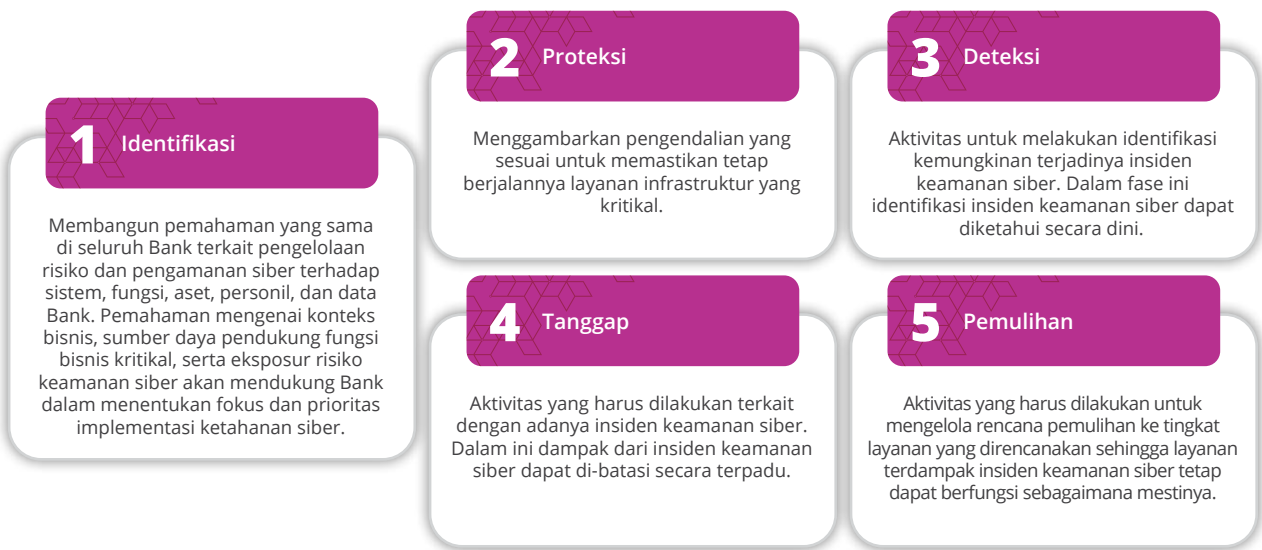 1 Identifikasi
Membangun pemahaman yang sama
di seluruh Bank terkait pengelolaan
risiko dan pengamanan siber terhadap
sistem, fungsi, aset, personil, dan data
Bank. Pemahaman mengenai konteks
bisnis, sumber daya pendukung fungsi
bisnis kritikal, serta eksposur risiko
keamanan siber akan mendukung Bank
dalam menentukan fokus dan prioritas
implementasi ketahanan siber.
2 Proteksi
Menggambarkan pengendalian yang
sesuai untuk memastikan tetap
berjalannya layanan infrastruktur yang
kritikal.
3 Deteksi
Aktivitas untuk melakukan identifikasi
kemungkinan terjadinya insiden
keamanan siber. Dalam fase ini
identifikasi insiden keamanan siber dapat
diketahui secara dini.
4 Tanggap
Aktivitas yang harus dilakukan terkait
dengan adanya insiden keamanan siber.
Dalam ini dampak dari insiden keamanan
siber dapat di-batasi secara terpadu.
5 Pemulihan
Aktivitas yang harus dilakukan untuk
mengelola rencana pemulihan ke tingkat
layanan yang direncanakan sehingga layanan
terdampak insiden keamanan siber tetap
dapat berfungsi sebagaimana mestinya.